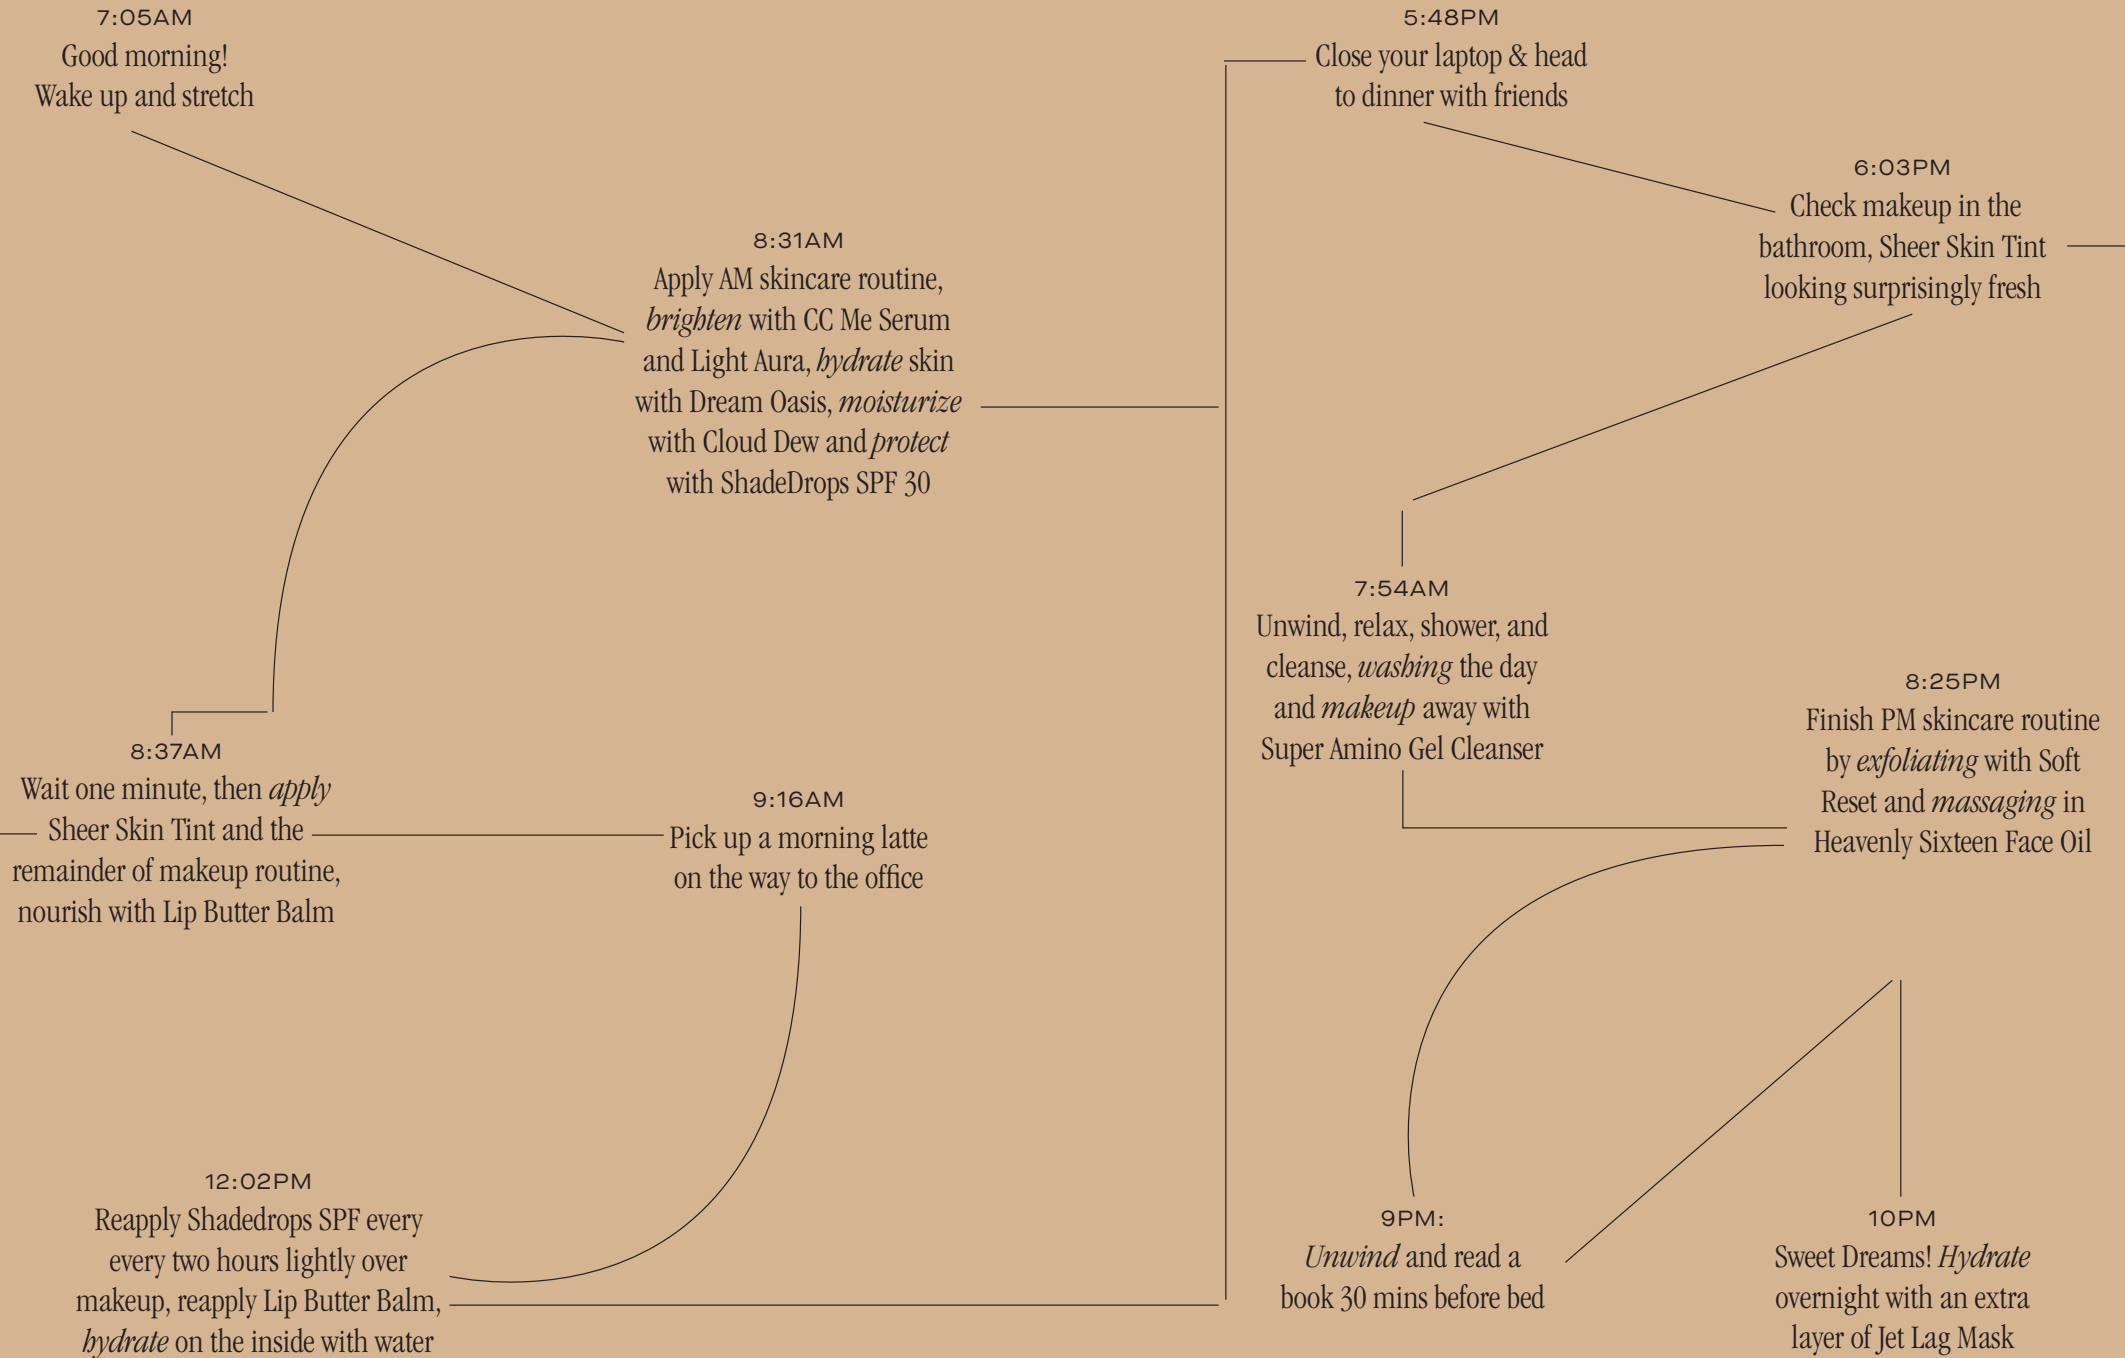 7:05AM
Good morning!
Wake up and stretch
8:31AM
Apply AM skincare routine,
brighten with CC Me Serum
and Light Aura, hydrate skin
with Dream Oasis, moisturize
with Cloud Dew and protect
with ShadeDrops SPF 30
8:37AM
Wait one minute, then apply
Sheer Skin Tint and the
remainder of makeup routine,
nourish with Lip Butter Balm
9:16AM
Pick up a morning latte
on the way to the office
12:02PM
Reapply Shadedrops SPF every
every two hours lightly over
makeup, reapply Lip Butter Balm,
hydrate on the inside with water
5:48PM
Close your laptop & head
to dinner with friends
6:03PM
Check makeup in the
bathroom, Sheer Skin Tint
looking surprisingly fresh
7:54AM
Unwind, relax, shower, and
cleanse, washing the day
and makeup away with
Super Amino Gel Cleanser
8:25PM
Finish PM skincare routine
by exfoliating with Soft
Reset and massaging in
Heavenly Sixteen Face Oil
9PM:
Unwind and read a
book 30 mins before bed
10PM
Sweet Dreams! Hydrate
overnight with an extra
layer of Jet Lag Mask